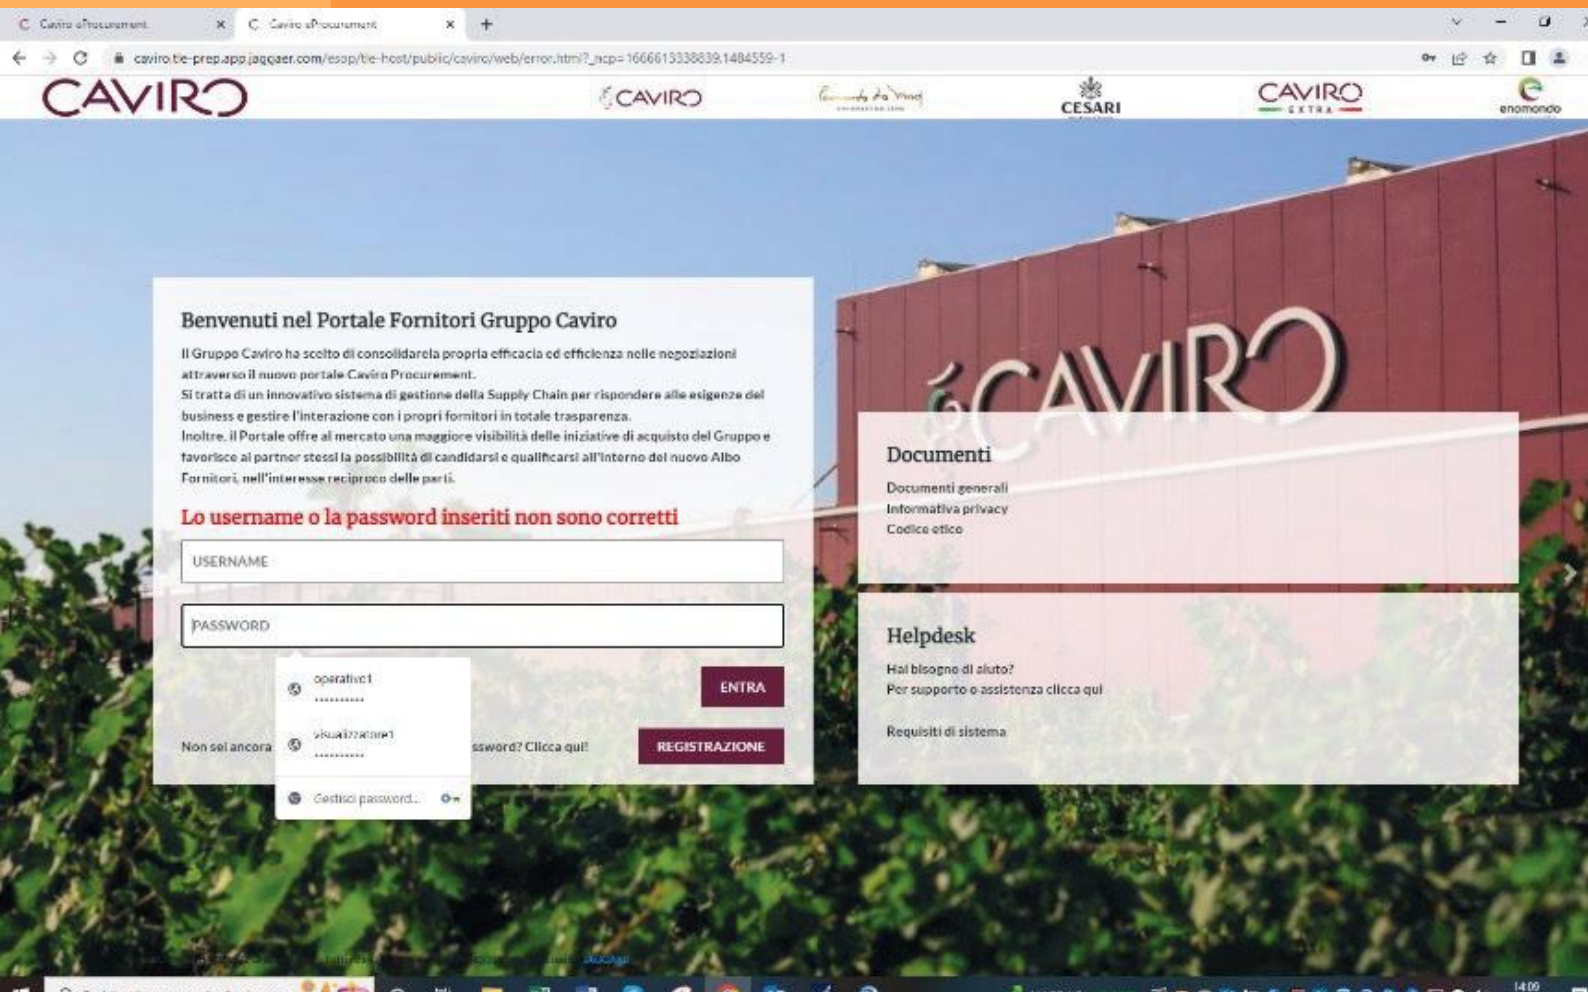 Caviro eProcurement
Caviro eProcurement
caviro.tle-prep.app.jaggaer.com/esop/tle-host/public/caviro/web/error.html?_ncp=1666613338839.1484559-1
CAVIRO
CAVIRO
CESARI
CAVIRO
EXTRA
enomondo
CAVIRO
Benvenuti nel Portale Fornitori Gruppo Caviro
Il Gruppo Caviro ha scelto di consolidarela propria efficacia ed efficienza nelle negoziazioni
attraverso il nuovo portale Caviro Procurement.
Si tratta di un innovativo sistema di gestione della Supply Chain per rispondere alle esigenze del
business e gestire l'interazione con i propri fornitori in totale trasparenza.
Inoltre, il Portale offre al mercato una maggiore visibilità delle iniziative di acquisto del Gruppo e
favorisce ai partner stessi la possibilità di candidarsi e qualificarsi all'interno del nuovo Albo
Fornitori, nell'interesse reciproco delle parti.
Lo username o la password inseriti non sono corretti
USERNAME
PASSWORD
operativo1
visualizzatore1
Gestisci password...
ENTRA
Non sei ancora
ssword? Clicca qui!
REGISTRAZIONE
Documenti
Documenti generali
Informativa privacy
Codice etico
Helpdesk
Hai bisogno di aiuto?
Per supporto o assistenza clicca qui
Requisiti di sistema
JAGGAER
14:09